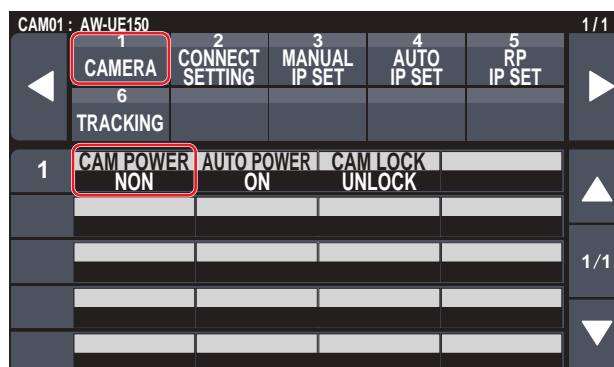 CAM01 : AW-UE150 1/1
1 2 3 4 5
CAMERA CONNECT SETTING MANUAL IP SET AUTO IP SET RP IP SET
6
TRACKING
1 CAM POWER AUTO POWER CAM LOCK
NON ON UNLOCK
1/1